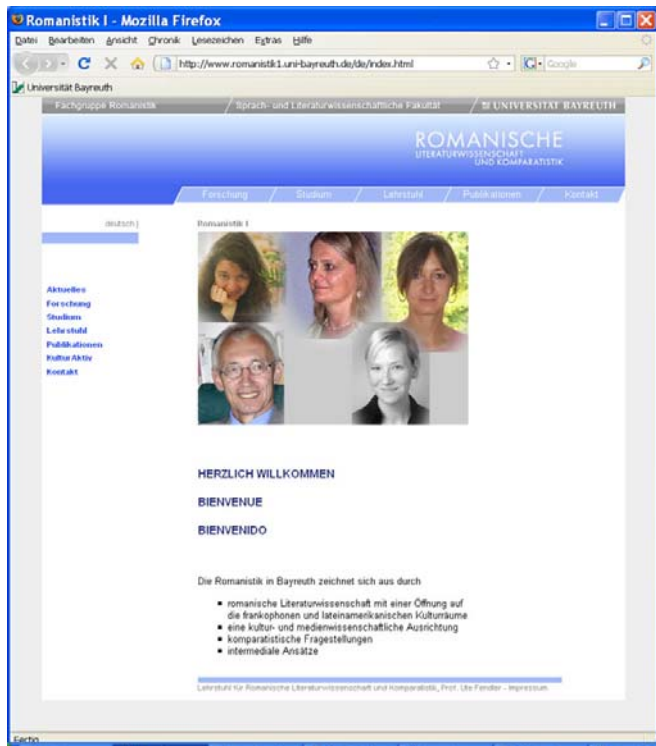 Romanistik I - Mozilla Firefox
Datei Bearbeiten Ansicht Chronik Lesezeichen Extras Hilfe
http://www.romanistik1.uni-bayreuth.de/de/index.html
Google
Universität Bayreuth
Fachgruppe Romanistik / Sprach- und Literaturwissenschaftliche Fakultät / UNIVERSITÄT BAYREUTH
ROMANISCHE
LITERATURWISSENSCHAFT
UND KOMPARATISTIK
Forschung / Studium / Lehrstuhl / Publikationen / Kontakt
deutsch |
Romanistik I
Aktuelles
Forschung
Studium
Lehrstuhl
Publikationen
KulturAktiv
Kontakt
HERZLICH WILLKOMMEN
BIENVENUE
BIENVENIDO
Die Romanistik in Bayreuth zeichnet sich aus durch
romanische Literaturwissenschaft mit einer Öffnung auf
die frankophonen und lateinamerikanischen Kulturräume
eine kultur- und medienwissenschaftliche Ausrichtung
komparatistische Fragestellungen
intermediale Ansätze
Lehrstuhl für Romanische Literaturwissenschaft und Komparatistik, Prof. Ute Fendler - Impressum
Fertig